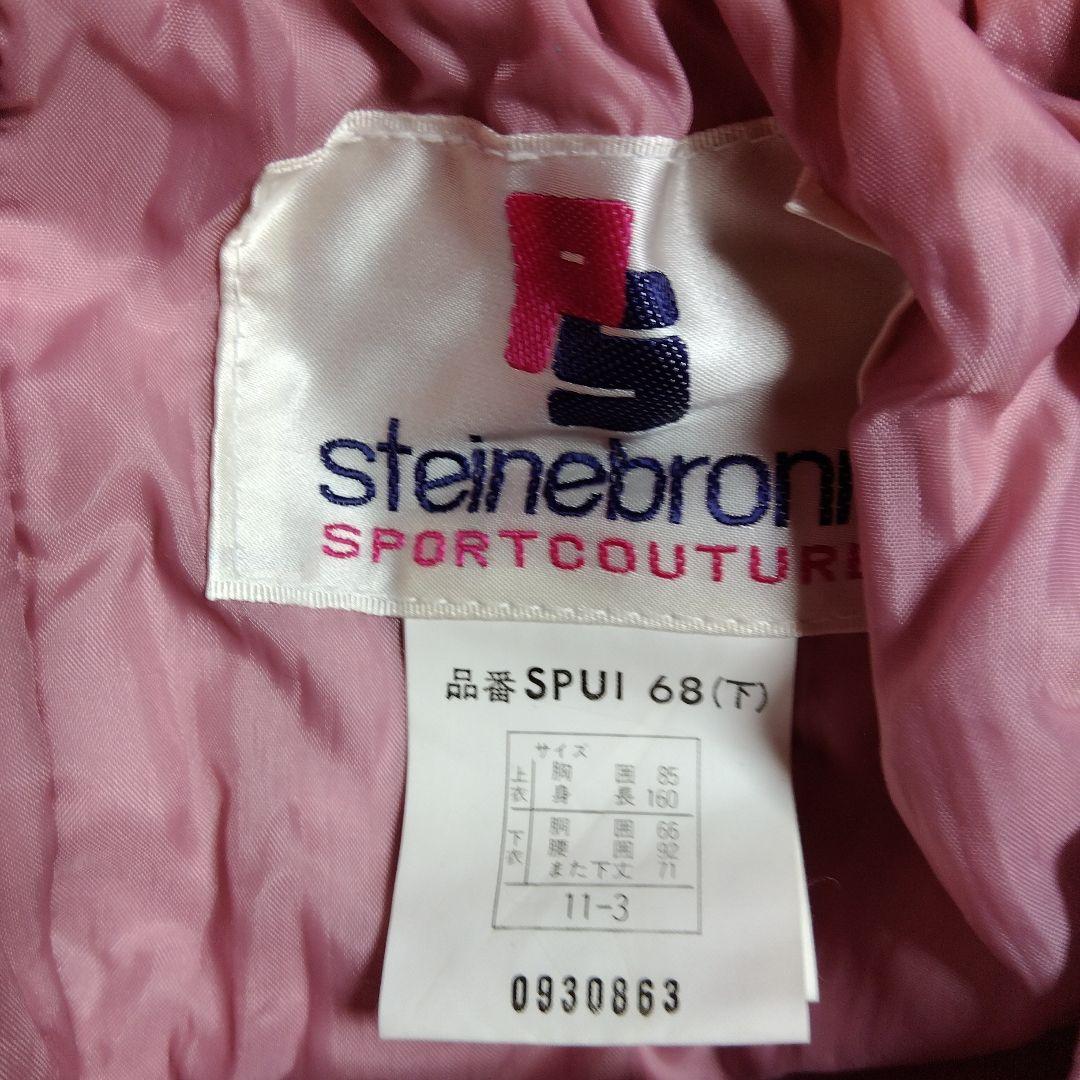 PS
steinebronn
SPORTCOUTURE
品番 SPUI 68(下)
サイズ
上衣 胸囲 85
身長 160
下衣 胴囲 66
腰囲 92
また下丈 71
11-3
0930863